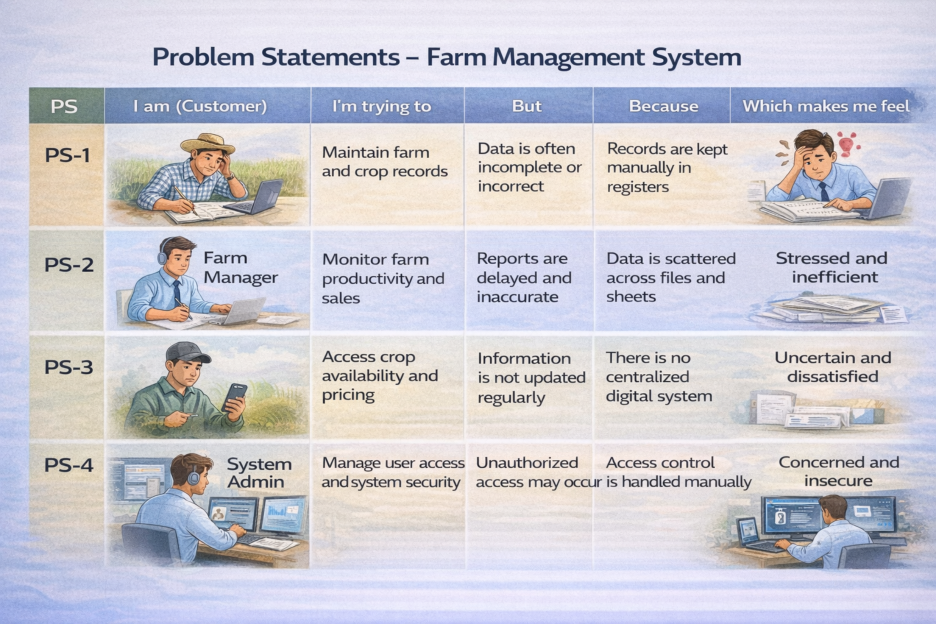 Problem Statements – Farm Management System
PS
I am (Customer)
I'm trying to
But
Because
Which makes me feel
PS-1
Maintain farm
and crop records
Data is often
incomplete or
incorrect
Records are kept
manually in
registers
PS-2
Farm
Manager
Monitor farm
productivity and
sales
Reports are
delayed and
inaccurate
Data is scattered
across files and
sheets
Stressed and
inefficient
PS-3
Access crop
availability and
pricing
Information
is not updated
regularly
There is no
centralized
digital system
Uncertain and
dissatisfied
PS-4
System
Admin
Manage user access
and system security
Unauthorized
access may occur
Access control
is handled manually
Concerned and
insecure